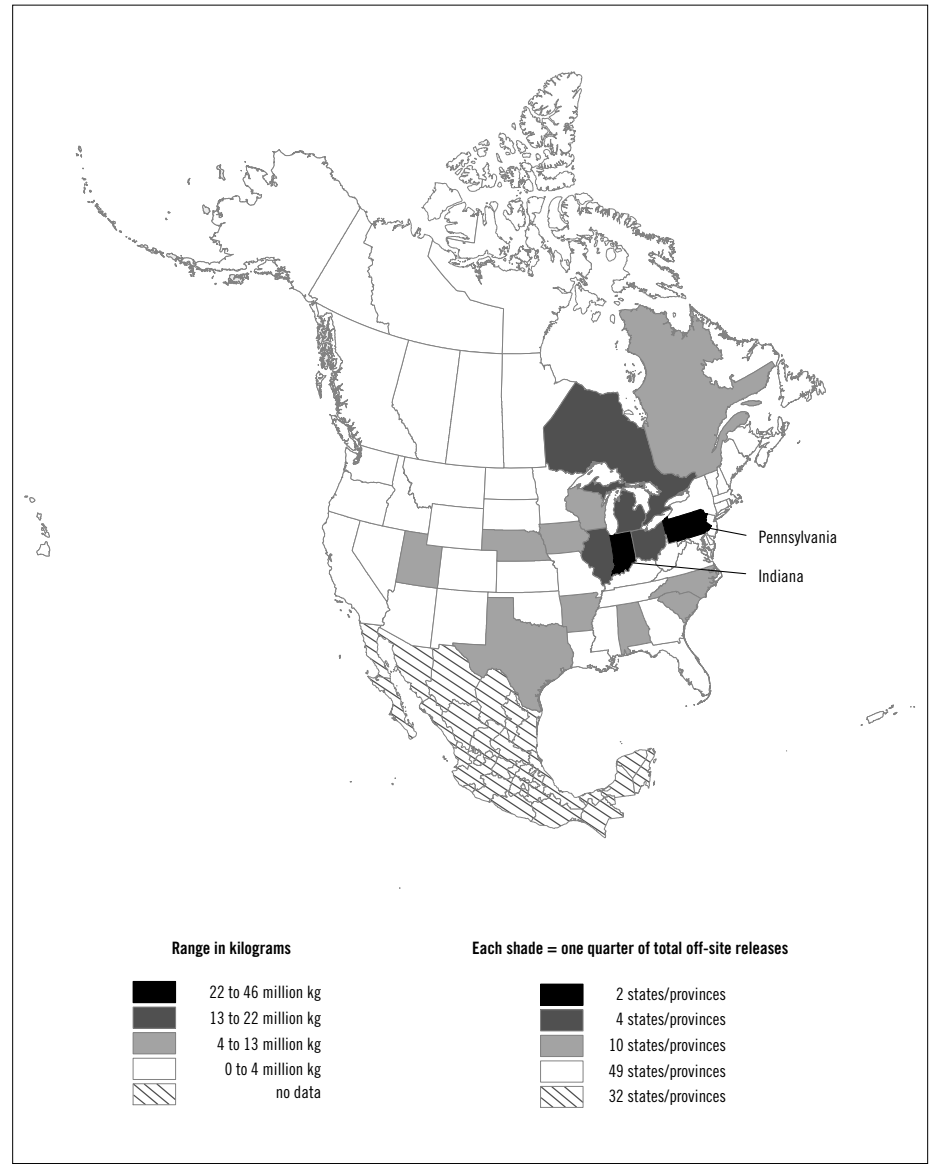 Pennsylvania
Indiana
Range in kilograms
22 to 46 million kg
13 to 22 million kg
4 to 13 million kg
0 to 4 million kg
no data
Each shade = one quarter of total off-site releases
2 states/provinces
4 states/provinces
10 states/provinces
49 states/provinces
32 states/provinces